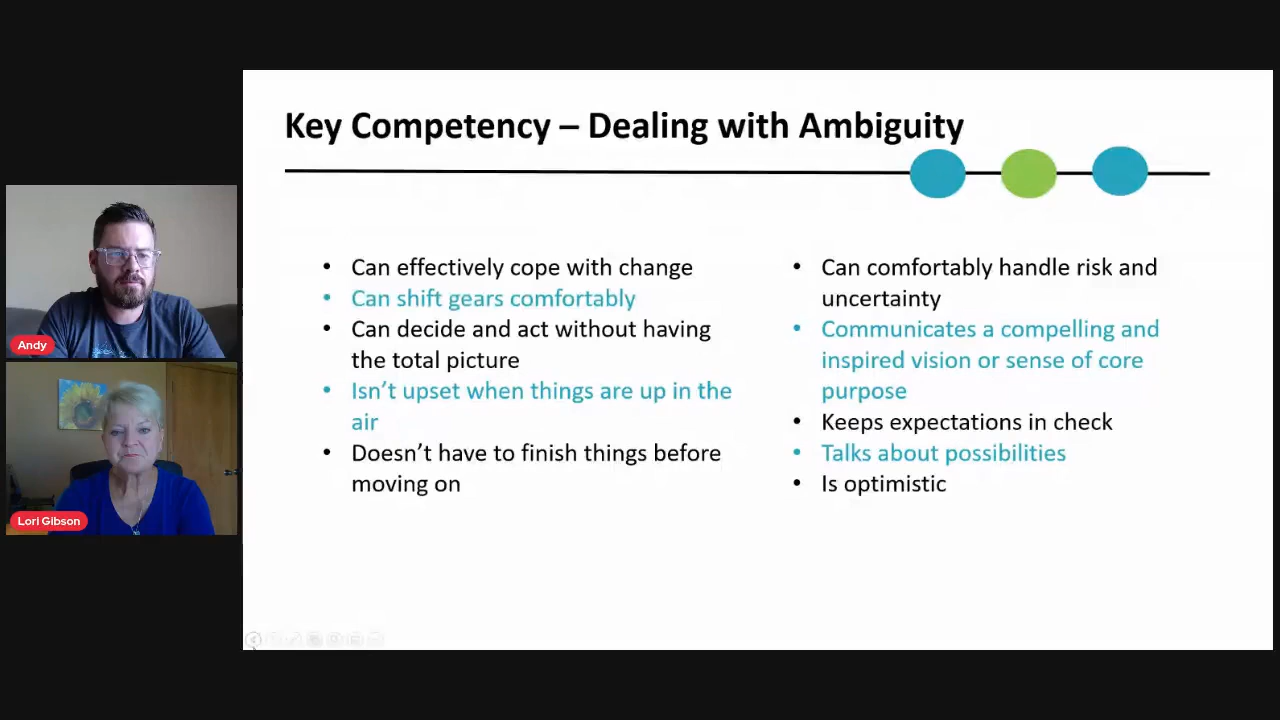 Key Competency – Dealing with Ambiguity
• Can effectively cope with change
• Can shift gears comfortably
• Can decide and act without having
the total picture
• Isn’t upset when things are up in the
air
• Doesn’t have to finish things before
moving on
• Can comfortably handle risk and
uncertainty
• Communicates a compelling and
inspired vision or sense of core
purpose
• Keeps expectations in check
• Talks about possibilities
• Is optimistic
Andy
Lori Gibson